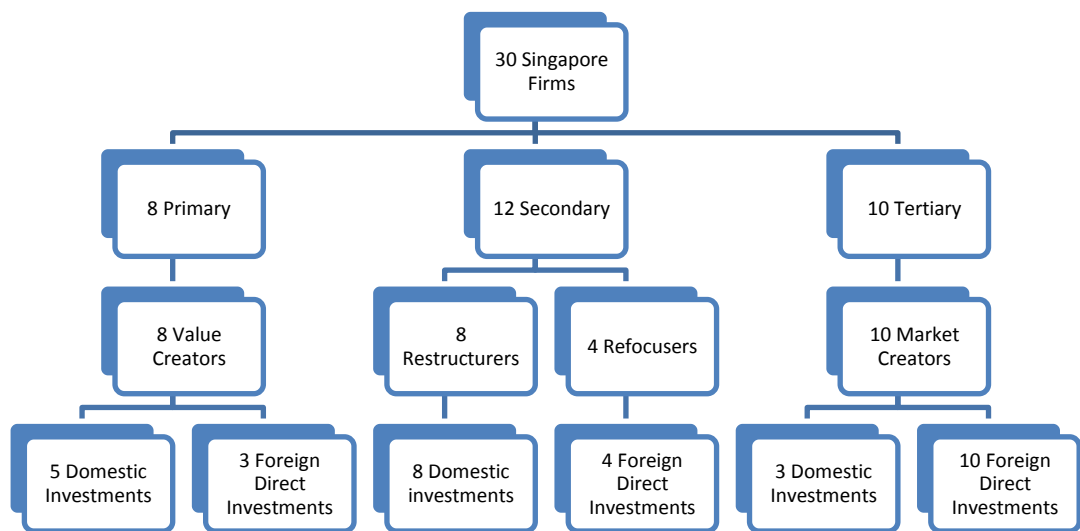 30 Singapore
Firms
8 Primary
12 Secondary
10 Tertiary
8 Value
Creators
8
Restructurers
4 Refocusers
10 Market
Creators
5 Domestic
Investments
3 Foreign
Direct
Investments
8 Domestic
investments
4 Foreign
Direct
Investments
3 Domestic
Investments
10 Foreign
Direct
Investments